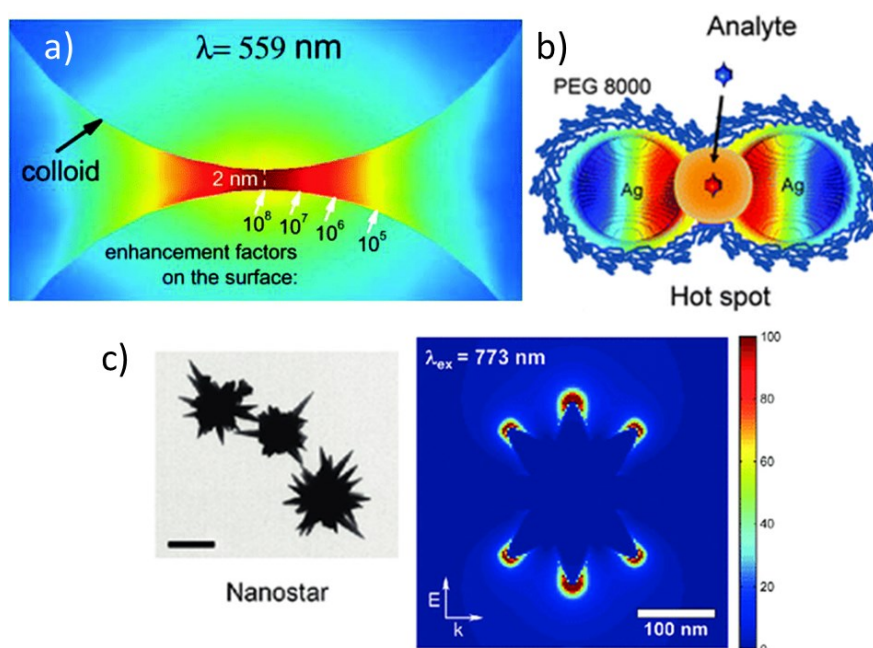 a)
λ= 559 nm
colloid
2 nm
10⁸
10⁷
10⁶
10⁵
enhancement factors
on the surface:
b)
Analyte
PEG 8000
Ag
Ag
Hot spot
c)
Nanostar
λex = 773 nm
E
k
100 nm
100
80
60
40
20
0